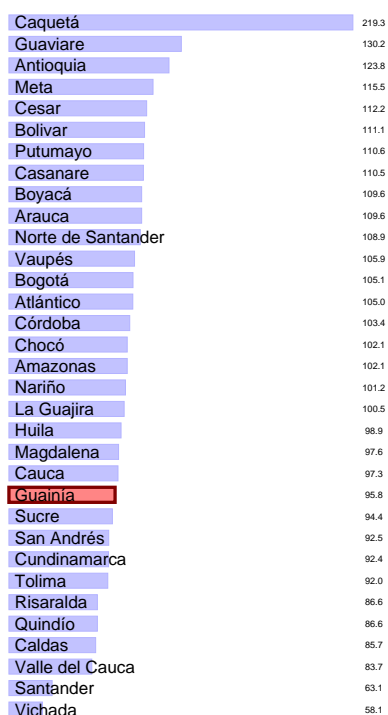 Caquetá 219.3
Guaviare 130.2
Antioquia 123.8
Meta 115.5
Cesar 112.2
Bolivar 111.1
Putumayo 110.6
Casanare 110.5
Boyacá 109.6
Arauca 109.6
Norte de Santander 108.9
Vaupés 105.9
Bogotá 105.1
Atlántico 105.0
Córdoba 103.4
Chocó 102.1
Amazonas 102.1
Nariño 101.2
La Guajira 100.5
Huila 98.9
Magdalena 97.6
Cauca 97.3
Guainía 95.8
Sucre 94.4
San Andrés 92.5
Cundinamarca 92.4
Tolima 92.0
Risaralda 86.6
Quindío 86.6
Caldas 85.7
Valle del Cauca 83.7
Santander 63.1
Vichada 58.1